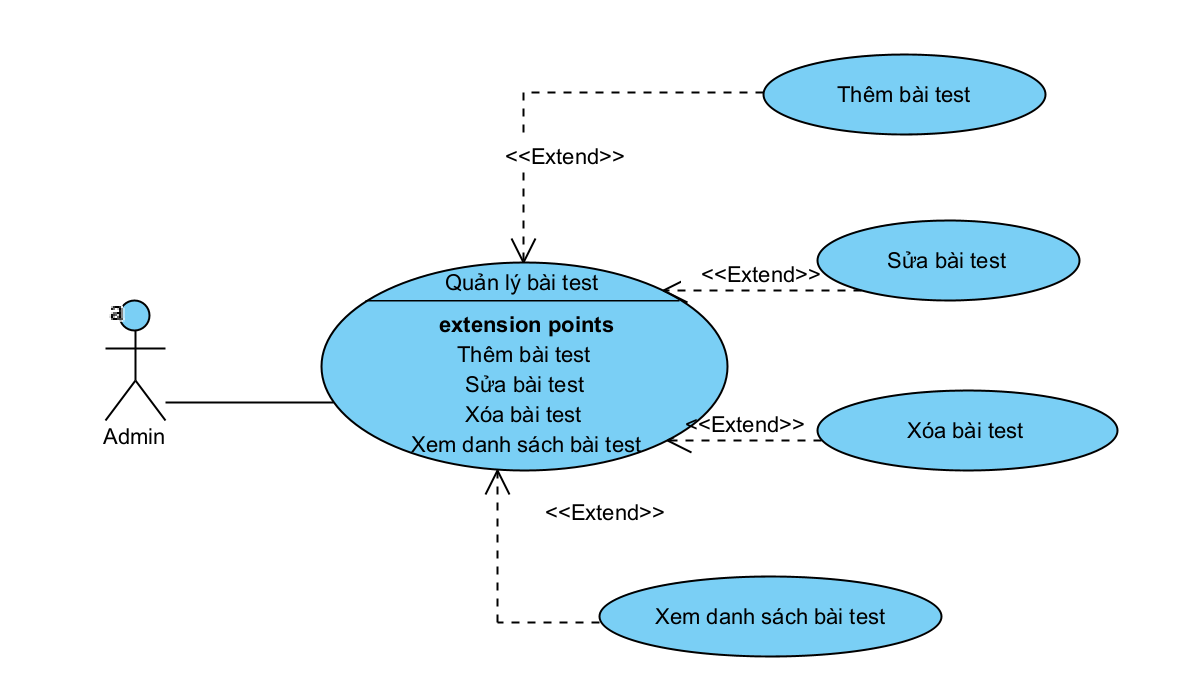 Thêm bài test
<<Extend>>
Sửa bài test
<<Extend>>
Quản lý bài test
extension points
Thêm bài test
Sửa bài test
Xóa bài test
Xem danh sách bài test
a
Admin
<<Extend>>
Xóa bài test
<<Extend>>
Xem danh sách bài test